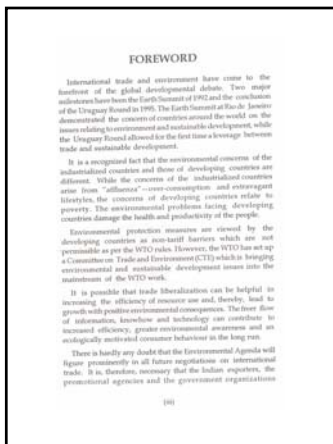 FOREWORD
International trade and environment have come to the
forefront of the global developmental debate. Two major
milestones have been the Earth Summit of 1992 and the conclusion
of the Uruguay Round in 1995. The Earth Summit at Rio de Janeiro
demonstrated the concern of countries around the world on the
issues relating to environment and sustainable development, while
the Uruguay Round allowed for the first time a leverage between
trade and sustainable development.
It is a recognized fact that the environmental concerns of the
industrialized countries and those of developing countries are
different. While the concerns of the industrialized countries
arise from "affluenza"—over-consumption and extravagant
lifestyles, the concerns of developing countries relate to
poverty. The environmental problems facing developing
countries damage the health and productivity of the people.
Environmental protection measures are viewed by the
developing countries as non-tariff barriers which are not
permissible as per the WTO rules. However, the WTO has set up
a Committee on Trade and Environment (CTE) which is bringing
environmental and sustainable development issues into the
mainstream of the WTO work.
It is possible that trade liberalization can be helpful in
increasing the efficiency of resource use and, thereby, lead to
growth with positive environmental consequences. The freer flow
of information, knowhow and technology can contribute to
increased efficiency, greater environmental awareness and an
ecologically motivated consumer behaviour in the long run.
There is hardly any doubt that the Environmental Agenda will
figure prominently in all future negotiations on international
trade. It is, therefore, necessary that the Indian exporters, the
promotional agencies and the government organizations